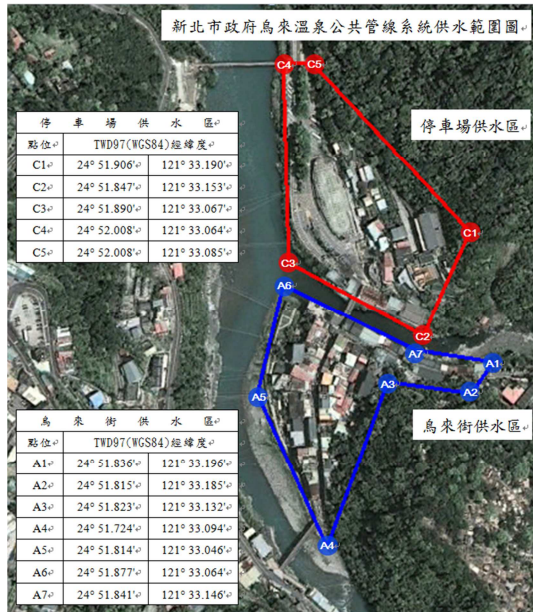 新北市政府烏來溫泉公共管線系統供水範圍圖
C4 C5
停車場供水區
停車場供水區
點位 TWD97(WGS84)經緯度
C1 24° 51.906' 121° 33.190'
C2 24° 51.847' 121° 33.153'
C3 24° 51.890' 121° 33.067'
C4 24° 52.008' 121° 33.064'
C5 24° 52.008' 121° 33.085'
C1
C3
A6
C2
A7
A1
A3
A2
A5
烏來街供水區
烏來街供水區
點位 TWD97(WGS84)經緯度
A1 24° 51.836' 121° 33.196'
A2 24° 51.815' 121° 33.185'
A3 24° 51.823' 121° 33.132'
A4 24° 51.724' 121° 33.094'
A5 24° 51.814' 121° 33.046'
A6 24° 51.877' 121° 33.064'
A7 24° 51.841' 121° 33.146'
A4